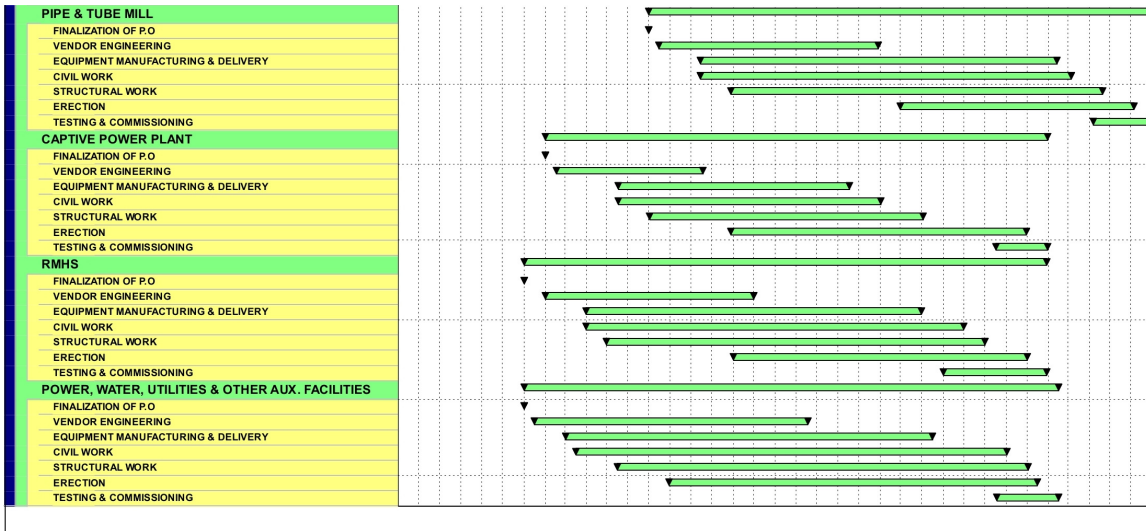 PIPE & TUBE MILL
FINALIZATION OF P.O
VENDOR ENGINEERING
EQUIPMENT MANUFACTURING & DELIVERY
CIVIL WORK
STRUCTURAL WORK
ERECTION
TESTING & COMMISSIONING
CAPTIVE POWER PLANT
FINALIZATION OF P.O
VENDOR ENGINEERING
EQUIPMENT MANUFACTURING & DELIVERY
CIVIL WORK
STRUCTURAL WORK
ERECTION
TESTING & COMMISSIONING
RMHS
FINALIZATION OF P.O
VENDOR ENGINEERING
EQUIPMENT MANUFACTURING & DELIVERY
CIVIL WORK
STRUCTURAL WORK
ERECTION
TESTING & COMMISSIONING
POWER, WATER, UTILITIES & OTHER AUX. FACILITIES
FINALIZATION OF P.O
VENDOR ENGINEERING
EQUIPMENT MANUFACTURING & DELIVERY
CIVIL WORK
STRUCTURAL WORK
ERECTION
TESTING & COMMISSIONING